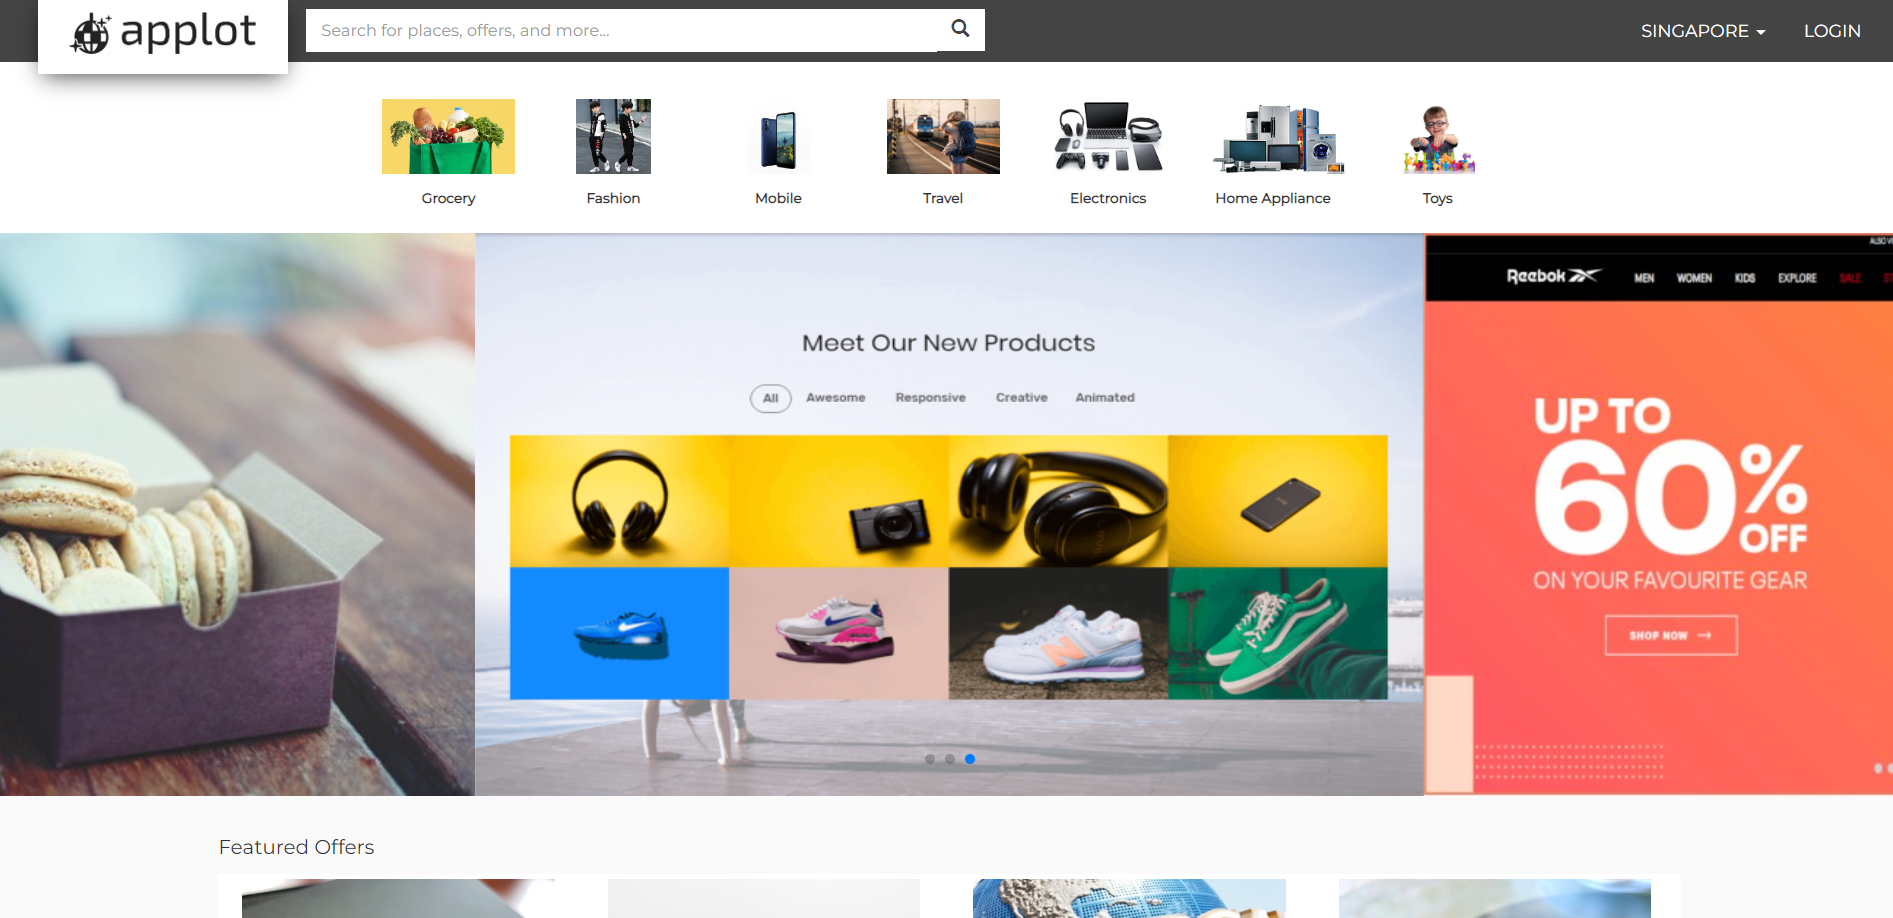 applot
Search for places, offers, and more...
SINGAPORE
LOGIN
Grocery
Fashion
Mobile
Travel
Electronics
Home Appliance
Toys
Meet Our New Products
All
Awesome
Responsive
Creative
Animated
Reebok
MEN
WOMEN
KIDS
EXPLORE
SALE
UP TO
60%
OFF
ON YOUR FAVOURITE GEAR
SHOP NOW
Featured Offers